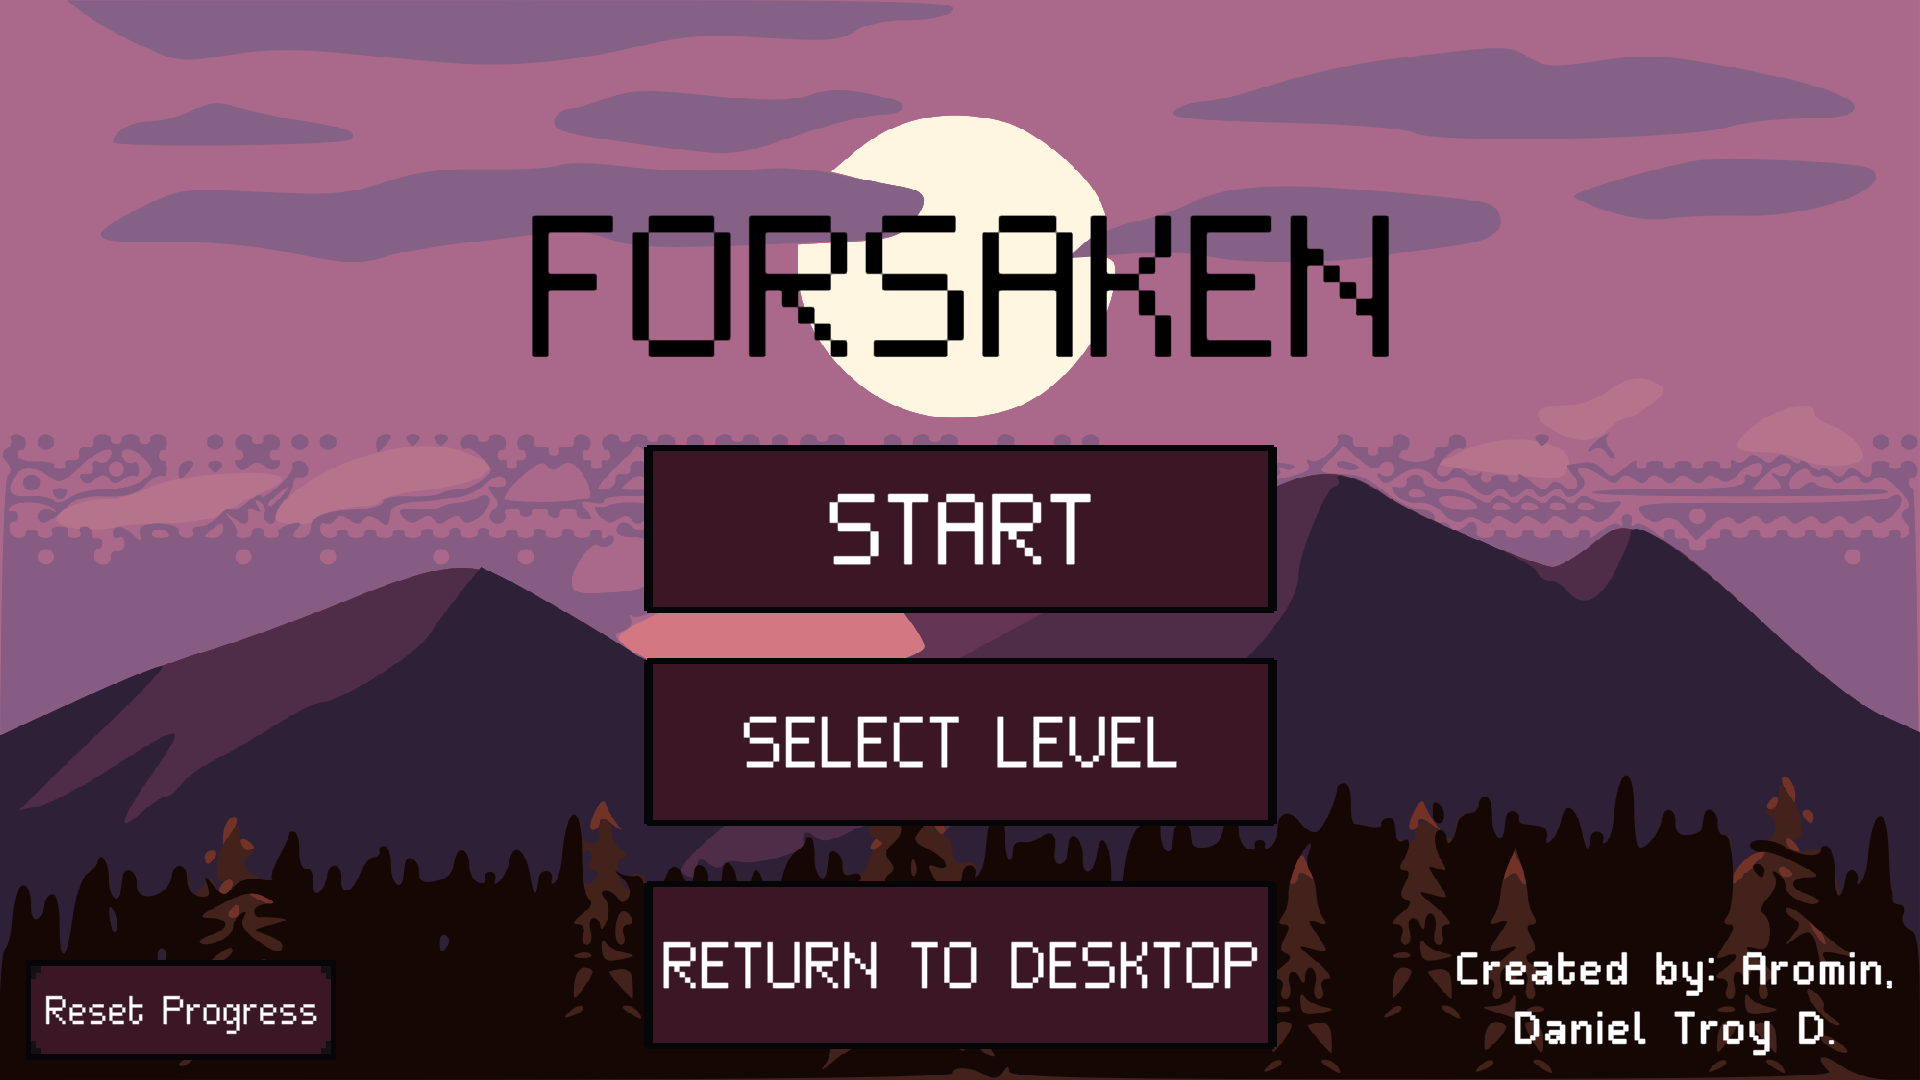 FORSAKEN
START
SELECT LEVEL
RETURN TO DESKTOP
Reset Progress
Created by: Aromin,
Daniel Troy D.